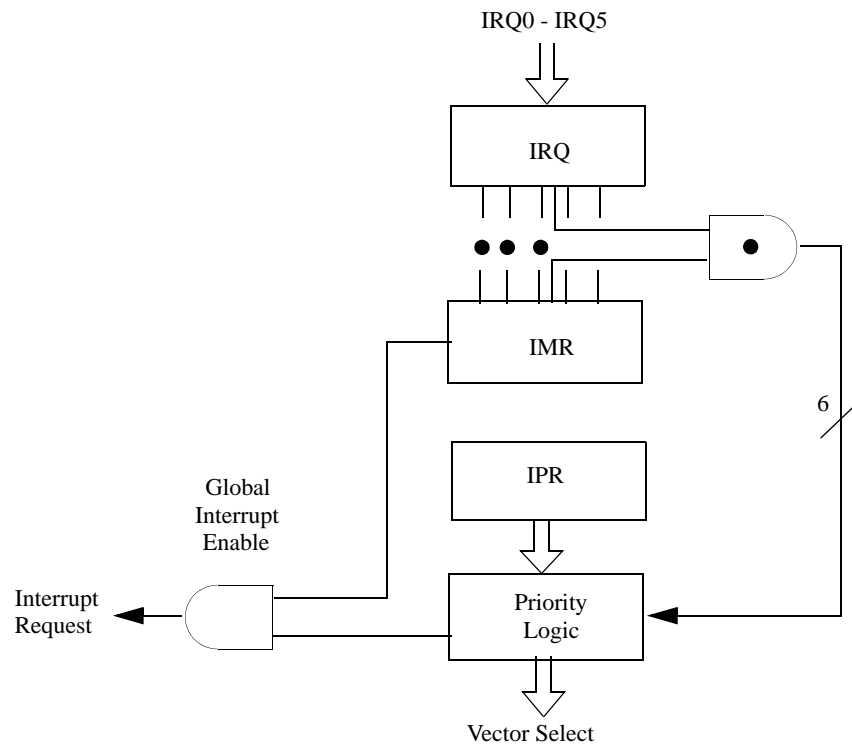 IRQ0 - IRQ5
IRQ
IMR
6
IPR
Global
Interrupt
Enable
Interrupt
Request
Priority
Logic
Vector Select